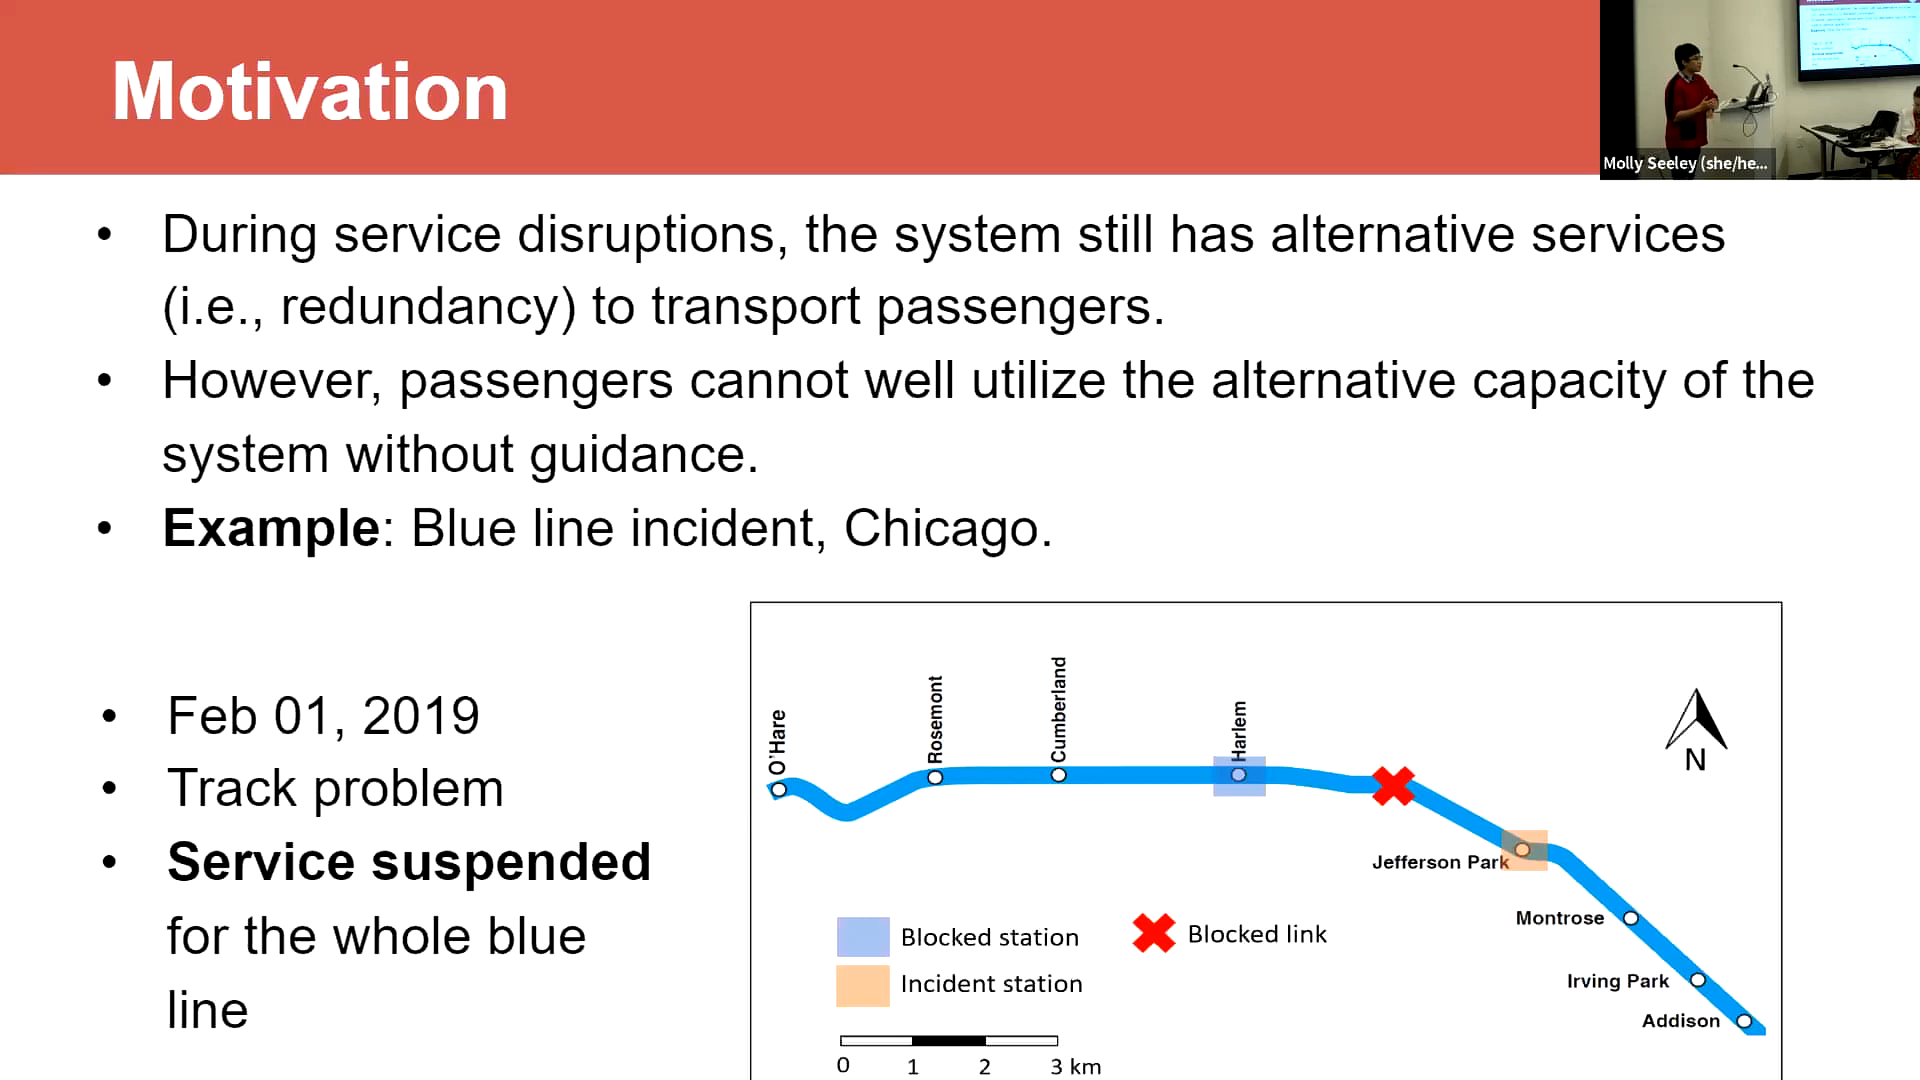 Motivation
Molly Seeley (she/he...
• During service disruptions, the system still has alternative services
(i.e., redundancy) to transport passengers.
• However, passengers cannot well utilize the alternative capacity of the
system without guidance.
• Example: Blue line incident, Chicago.
• Feb 01, 2019
• Track problem
• Service suspended
for the whole blue
line
O'Hare
Rosemont
Cumberland
Harlem
N
Jefferson Park
Montrose
Irving Park
Addison
Blocked station
Blocked link
Incident station
0 1 2 3 km